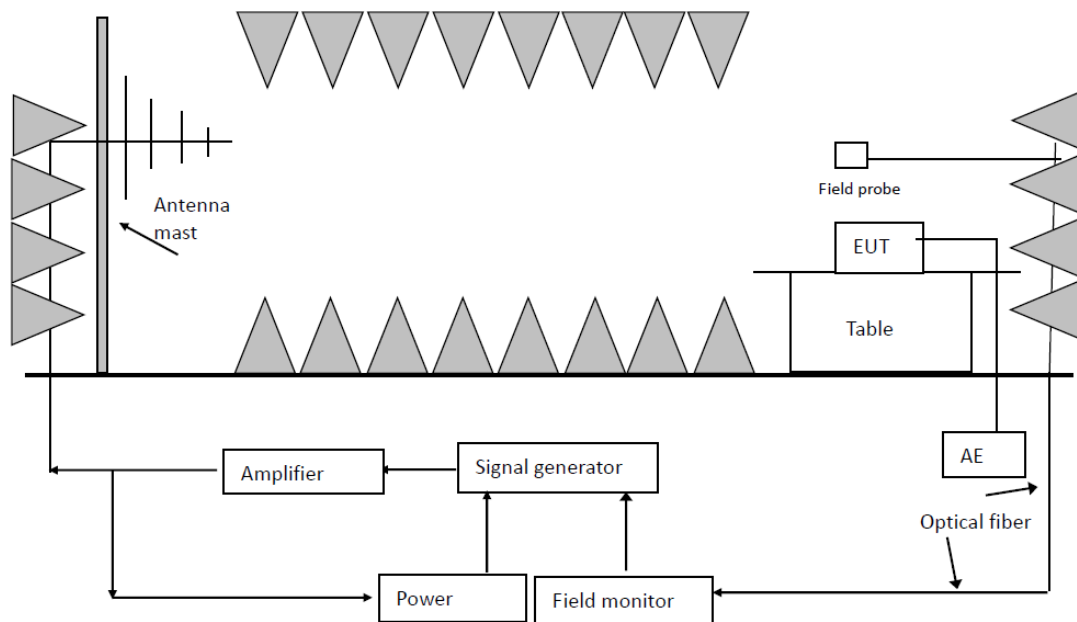 Antenna
mast
Field probe
EUT
Table
AE
Signal generator
Amplifier
Optical fiber
Power
Field monitor